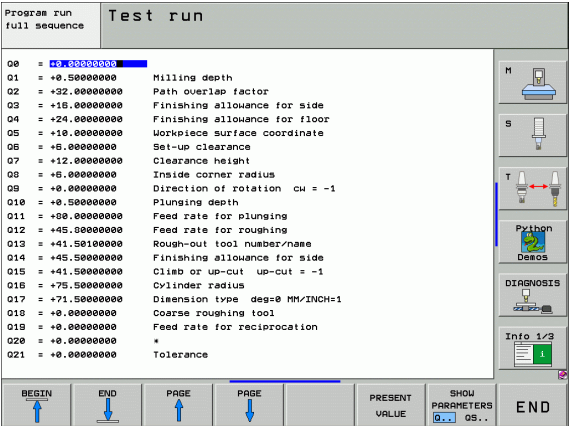 Program run
full sequence
Test run
Q0 = +0.00000000
Q1 = +0.50000000 Milling depth
Q2 = +32.00000000 Path overlap factor
Q3 = +16.00000000 Finishing allowance for side
Q4 = +24.00000000 Finishing allowance for floor
Q5 = +10.00000000 Workpiece surface coordinate
Q6 = +6.00000000 Set-up clearance
Q7 = +12.00000000 Clearance height
Q8 = +6.00000000 Inside corner radius
Q9 = +0.00000000 Direction of rotation cw = -1
Q10 = +0.50000000 Plunging depth
Q11 = +80.00000000 Feed rate for plunging
Q12 = +45.80000000 Feed rate for roughing
Q13 = +41.50100000 Rough-out tool number/name
Q14 = +45.50000000 Finishing allowance for side
Q15 = +41.50000000 Climb or up-cut up-cut = -1
Q16 = +75.50000000 Cylinder radius
Q17 = +71.50000000 Dimension type deg=0 MM/INCH=1
Q18 = +0.00000000 Coarse roughing tool
Q19 = +0.00000000 Feed rate for reciprocation
Q20 = +0.00000000 *
Q21 = +0.00000000 Tolerance
M
S
T
Python
Demos
DIAGNOSIS
Info 1/3
i
BEGIN
END
PAGE
PAGE
PRESENT
VALUE
SHOW
PARAMETERS
Q.. QS..
END